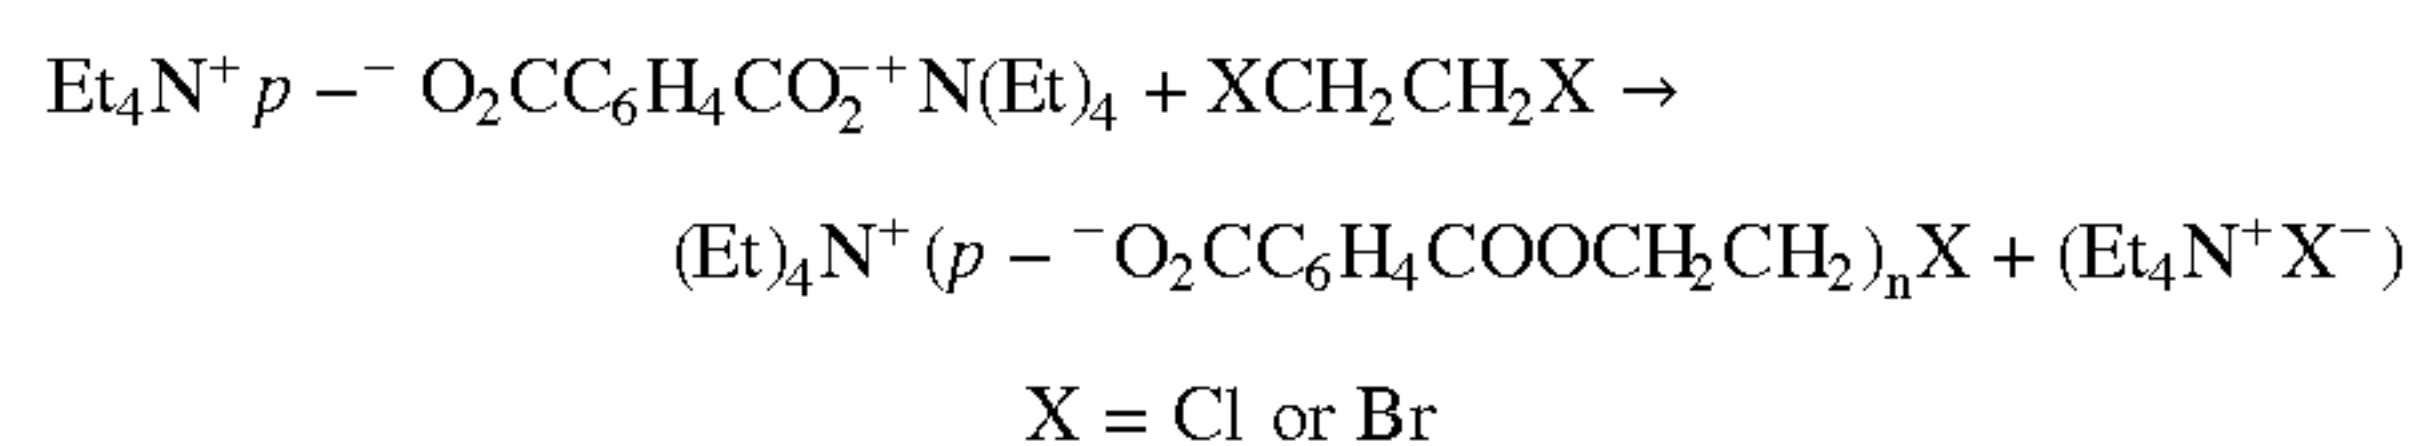 Et₄N⁺ p – ⁻O₂CC₆H₄CO₂⁻⁺N(Et)₄ + XCH₂CH₂X →
(Et)₄N⁺ (p – ⁻O₂CC₆H₄COOCH₂CH₂)ₙX + (Et₄N⁺X⁻)
X = Cl or Br